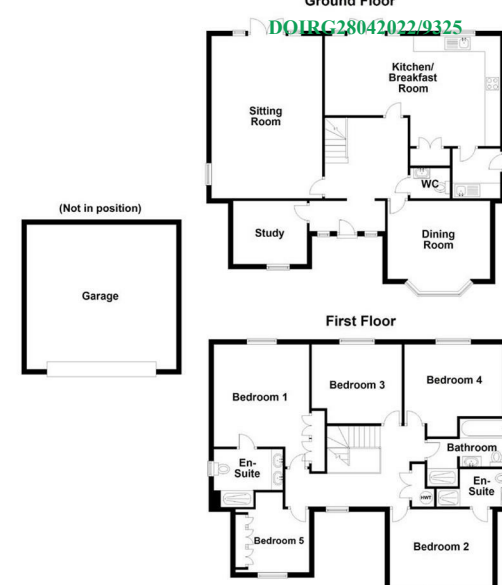 Ground Floor
DOIRG28042022/9325
Kitchen/
Breakfast
Room
Sitting
Room
WC
(Not in position)
Study
Dining
Room
Garage
First Floor
Bedroom 1
Bedroom 3
Bedroom 4
Bathroom
En-
Suite
En-
Suite
HWT
Bedroom 5
Bedroom 2